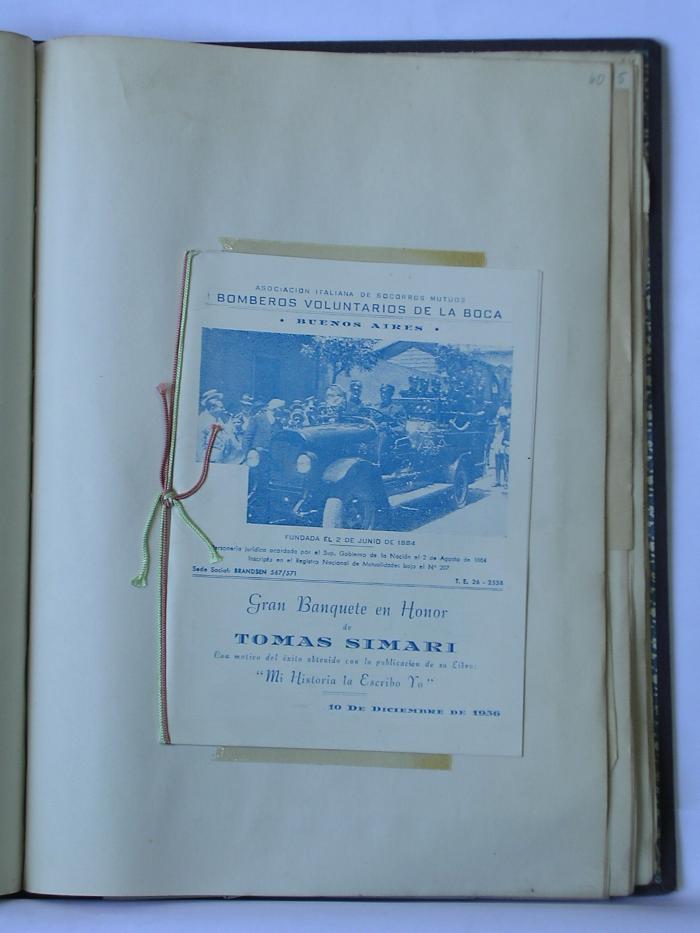 60
5
ASOCIACION ITALIANA DE SOCORROS MUTUOS
BOMBEROS VOLUNTARIOS DE LA BOCA
• BUENOS AIRES •
FUNDADA EL 2 DE JUNIO DE 1884
Personería Jurídica acordada por el Sup. Gobierno de la Nación el 2 de Agosto de 1884
Inscripta en el Registro Nacional de Mutualidades bajo el Nº 207
Sede Social: BRANDSEN 567/571 T. E. 26 - 2538
Gran Banquete en Honor
de
TOMAS SIMARI
Con motivo del éxito obtenido con la publicación de su Libro:
"Mi Historia la Escribo Yo"
10 DE DICIEMBRE DE 1956